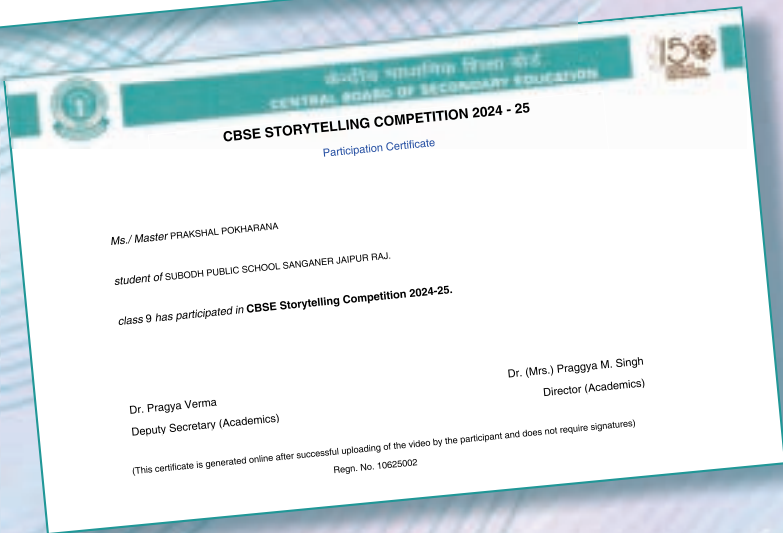 केन्द्रीय माध्यमिक शिक्षा बोर्ड
CENTRAL BOARD OF SECONDARY EDUCATION
CBSE STORYTELLING COMPETITION 2024 - 25
Participation Certificate
Ms./ Master PRAKSHAL POKHARANA
student of SUBODH PUBLIC SCHOOL SANGANER JAIPUR RAJ.
class 9 has participated in CBSE Storytelling Competition 2024-25.
Dr. Pragya Verma
Deputy Secretary (Academics)
Dr. (Mrs.) Praggya M. Singh
Director (Academics)
(This certificate is generated online after successful uploading of the video by the participant and does not require signatures)
Regn. No. 10625002